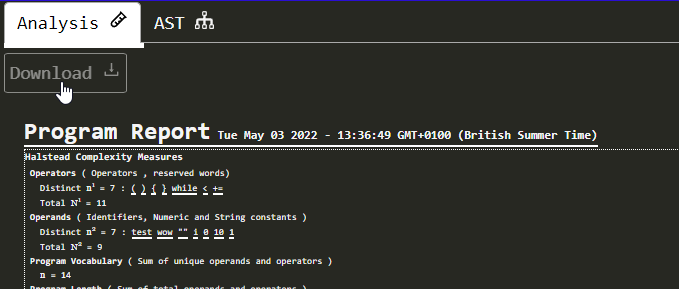 Analysis AST
Download
Program Report Tue May 03 2022 - 13:36:49 GMT+0100 (British Summer Time)
Halstead Complexity Measures
Operators ( Operators , reserved words)
Distinct n¹ = 7 : ( ) { } while < +=
Total N¹ = 11
Operands ( Identifiers, Numeric and String constants )
Distinct n² = 7 : test wow "" i 0 10 1
Total N² = 9
Program Vocabulary ( Sum of unique operands and operators )
n = 14
Program Length ( Sum of total operands and operators )